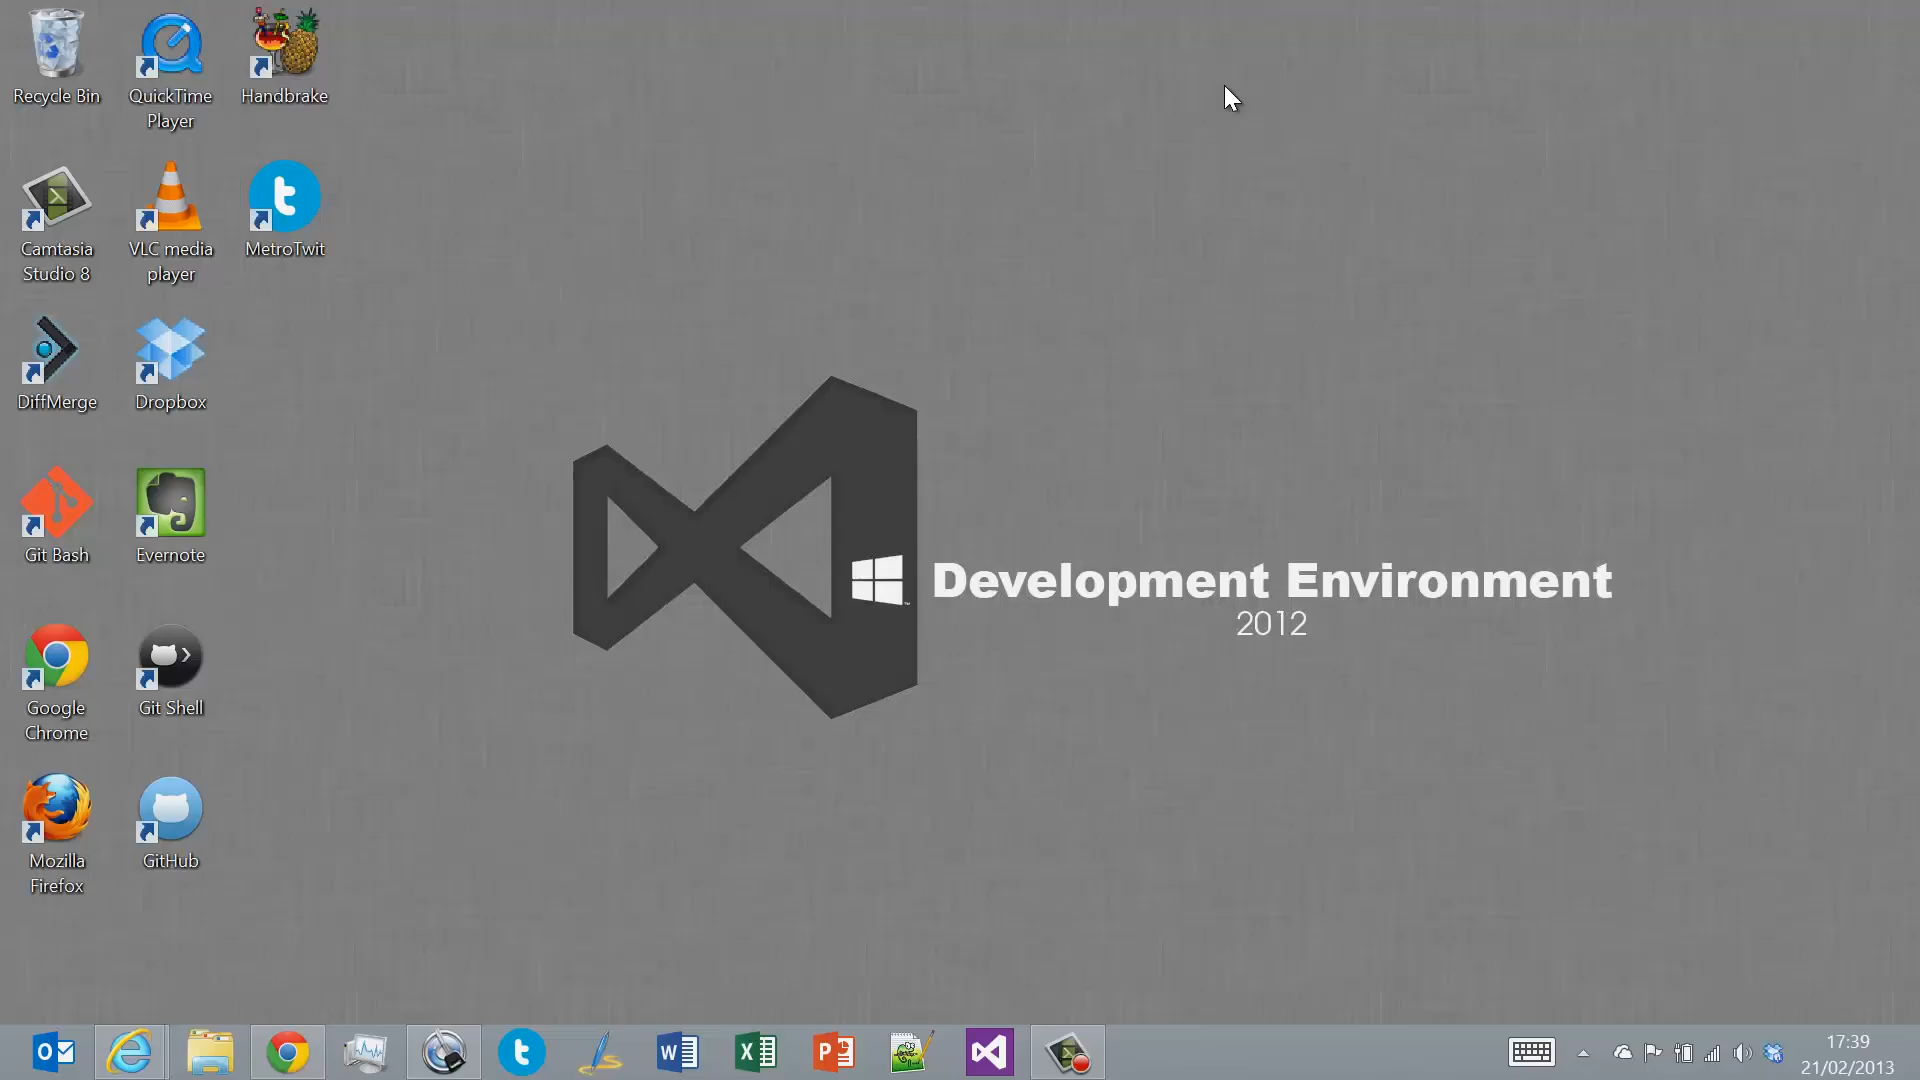 Recycle Bin
QuickTime
Player
Handbrake
Camtasia
Studio 8
VLC media
player
MetroTwit
DiffMerge
Dropbox
Git Bash
Evernote
Google
Chrome
Git Shell
Mozilla
Firefox
GitHub
Development Environment
2012
17:39
21/02/2013